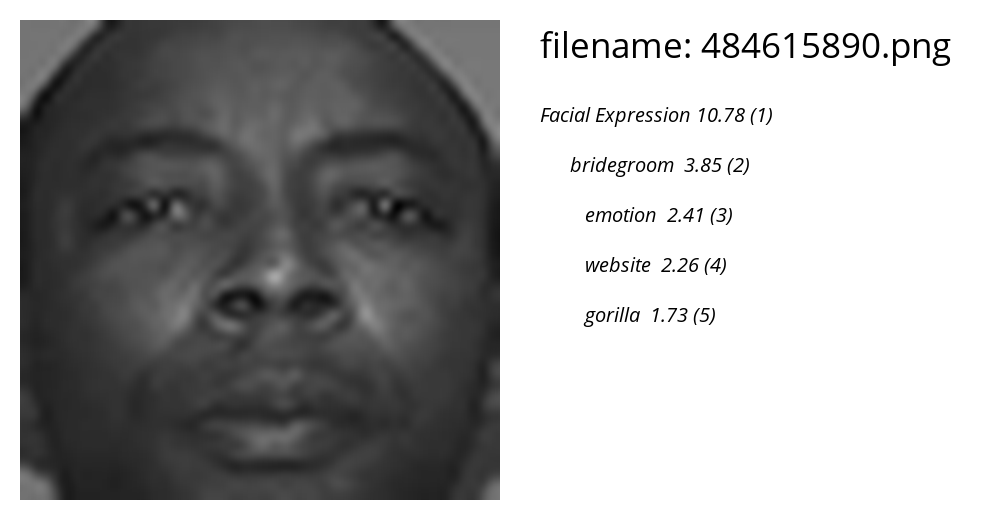 filename: 484615890.png
Facial Expression 10.78 (1)
bridegroom 3.85 (2)
emotion 2.41 (3)
website 2.26 (4)
gorilla 1.73 (5)